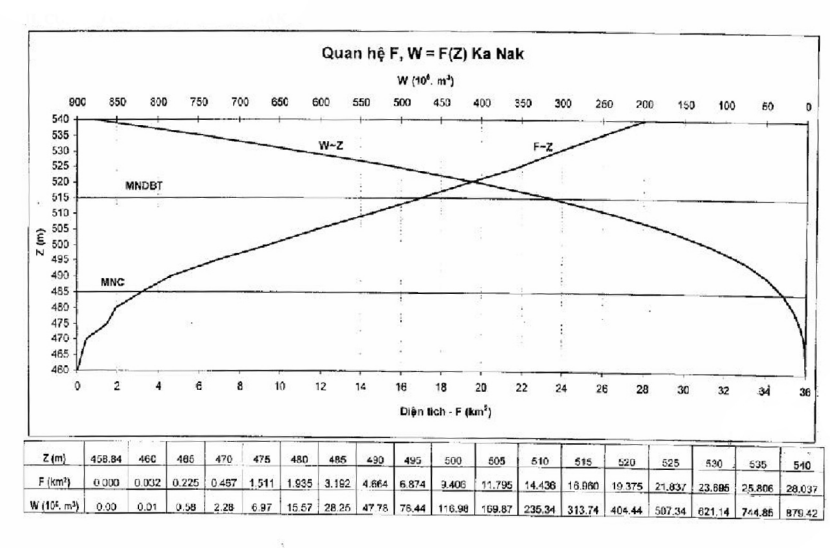 Quan hệ F, W = F(Z) Ka Nak
W (10⁶. m³)
900 850 800 750 700 650 600 550 500 450 400 350 300 250 200 150 100 50 0
540
535
530
525
520
515
510
505
500
495
490
485
480
475
470
465
460
Z (m)
W~Z
F~Z
MNDBT
MNC
0 2 4 6 8 10 12 14 16 18 20 22 24 26 28 30 32 34 36
Diện tích - F (km²)
Z (m) 458.84 460 465 470 475 480 485 490 495 500 505 510 515 520 525 530 535 540
F (km²) 0.000 0.032 0.225 0.467 1.511 1.935 3.192 4.664 6.874 9.406 11.795 14.436 16.960 19.375 21.837 23.695 25.806 28.037
W (10⁶. m³) 0.00 0.01 0.58 2.28 6.97 15.57 28.25 47.78 76.44 116.98 169.87 235.34 313.74 404.44 507.34 621.14 744.86 879.42